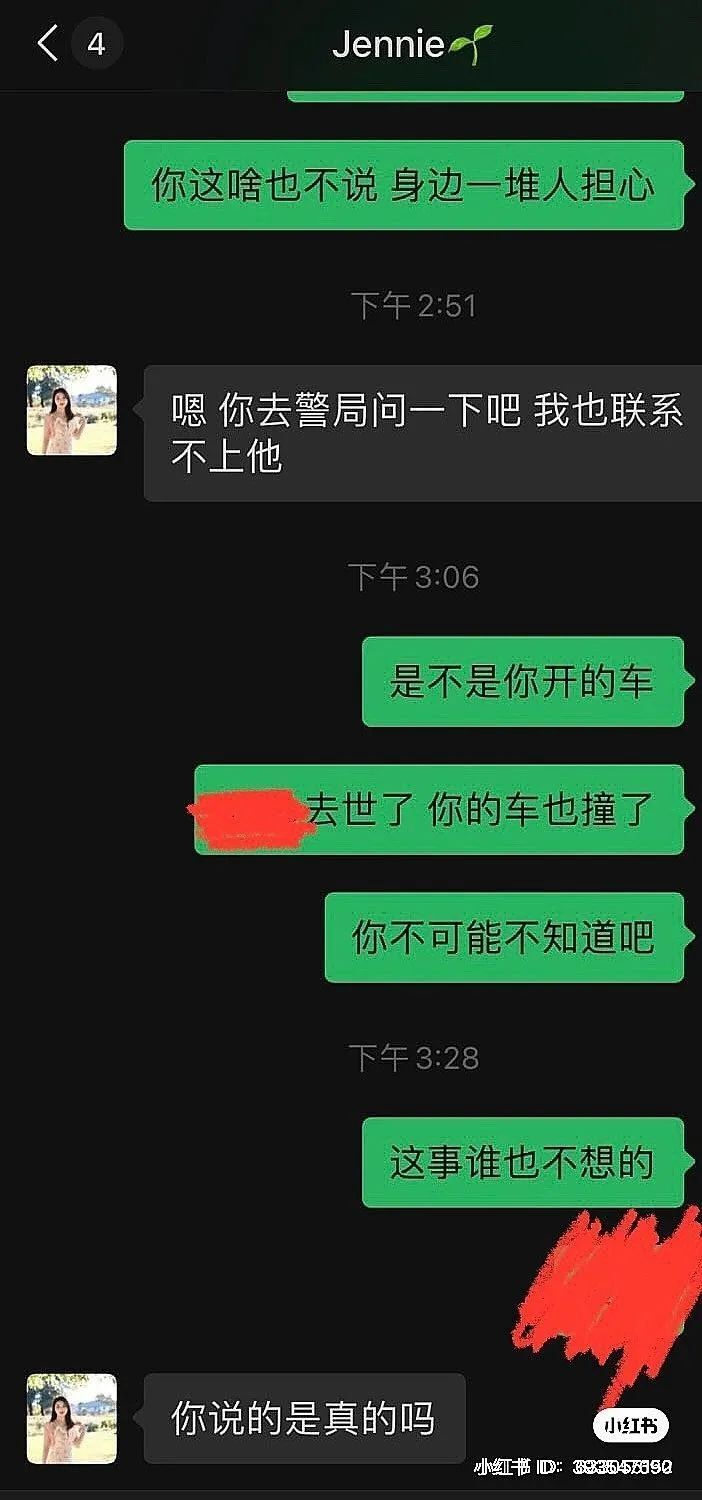 4
Jennie
你这啥也不说 身边一堆人担心
下午 2:51
嗯 你去警局问一下吧 我也联系
不上他
下午 3:06
是不是你开的车
去世了 你的车也撞了
你不可能不知道吧
下午 3:28
这事谁也不想的
你说的是真的吗
小红书
小红书 ID: